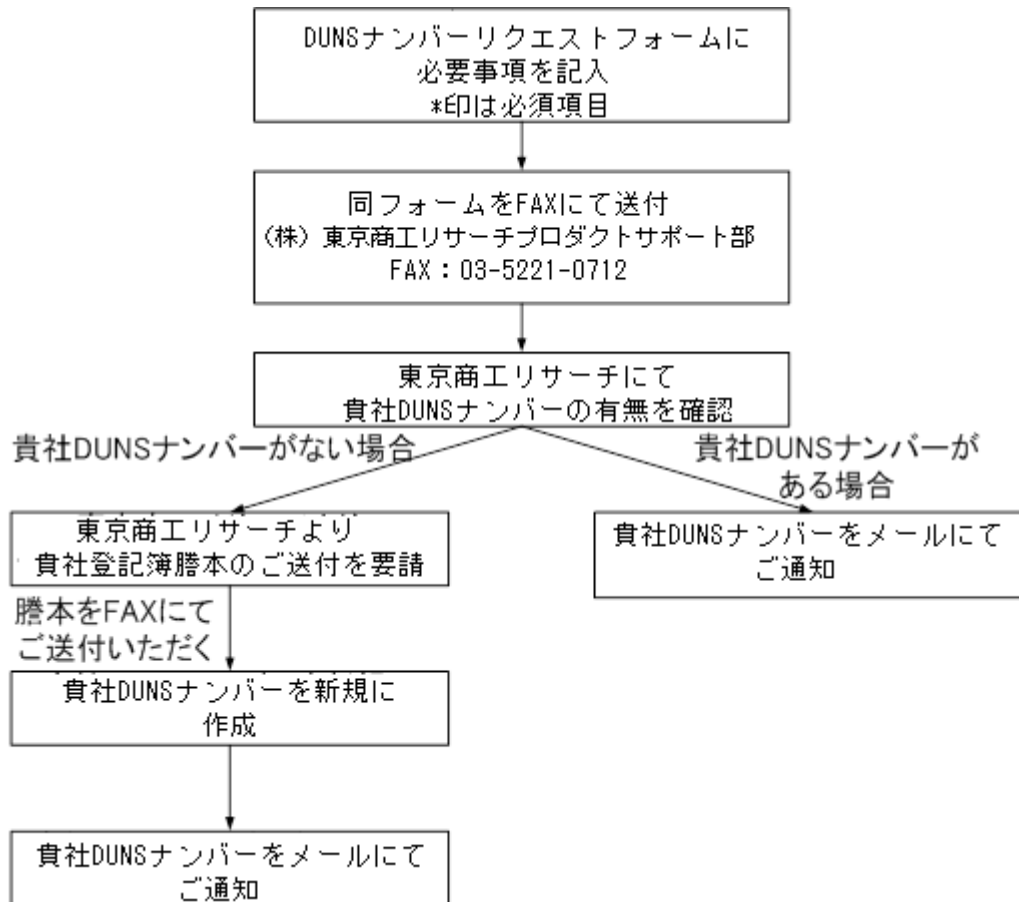 DUNSナンバーリクエストフォームに
必要事項を記入
*印は必須項目
同フォームをFAXにて送付
(株)東京商工リサーチプロダクトサポート部
FAX:03-5221-0712
東京商工リサーチにて
貴社DUNSナンバーの有無を確認
貴社DUNSナンバーがない場合
貴社DUNSナンバーが
ある場合
東京商工リサーチより
貴社登記簿謄本のご送付を要請
貴社DUNSナンバーをメールにて
ご通知
謄本をFAXにて
ご送付いただく
貴社DUNSナンバーを新規に
作成
貴社DUNSナンバーをメールにて
ご通知